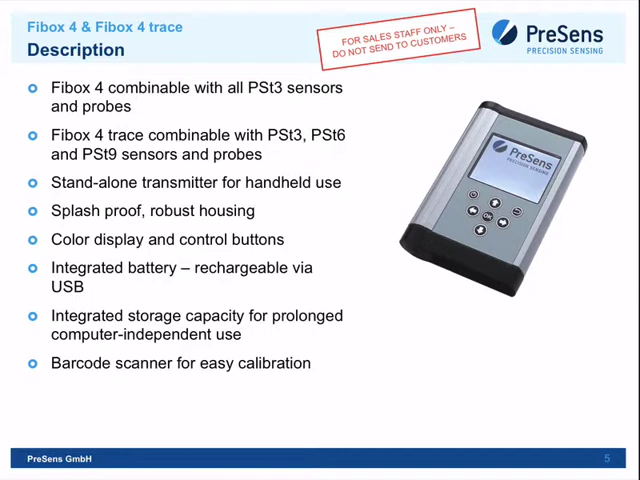 Fibox 4 & Fibox 4 trace
Description
FOR SALES STAFF ONLY –
DO NOT SEND TO CUSTOMERS
PreSens
PRECISION SENSING
Fibox 4 combinable with all PSt3 sensors
and probes
Fibox 4 trace combinable with PSt3, PSt6
and PSt9 sensors and probes
Stand-alone transmitter for handheld use
Splash proof, robust housing
Color display and control buttons
Integrated battery – rechargeable via
USB
Integrated storage capacity for prolonged
computer-independent use
Barcode scanner for easy calibration
PreSens
PRECISION SENSING
OK
PreSens GmbH
5